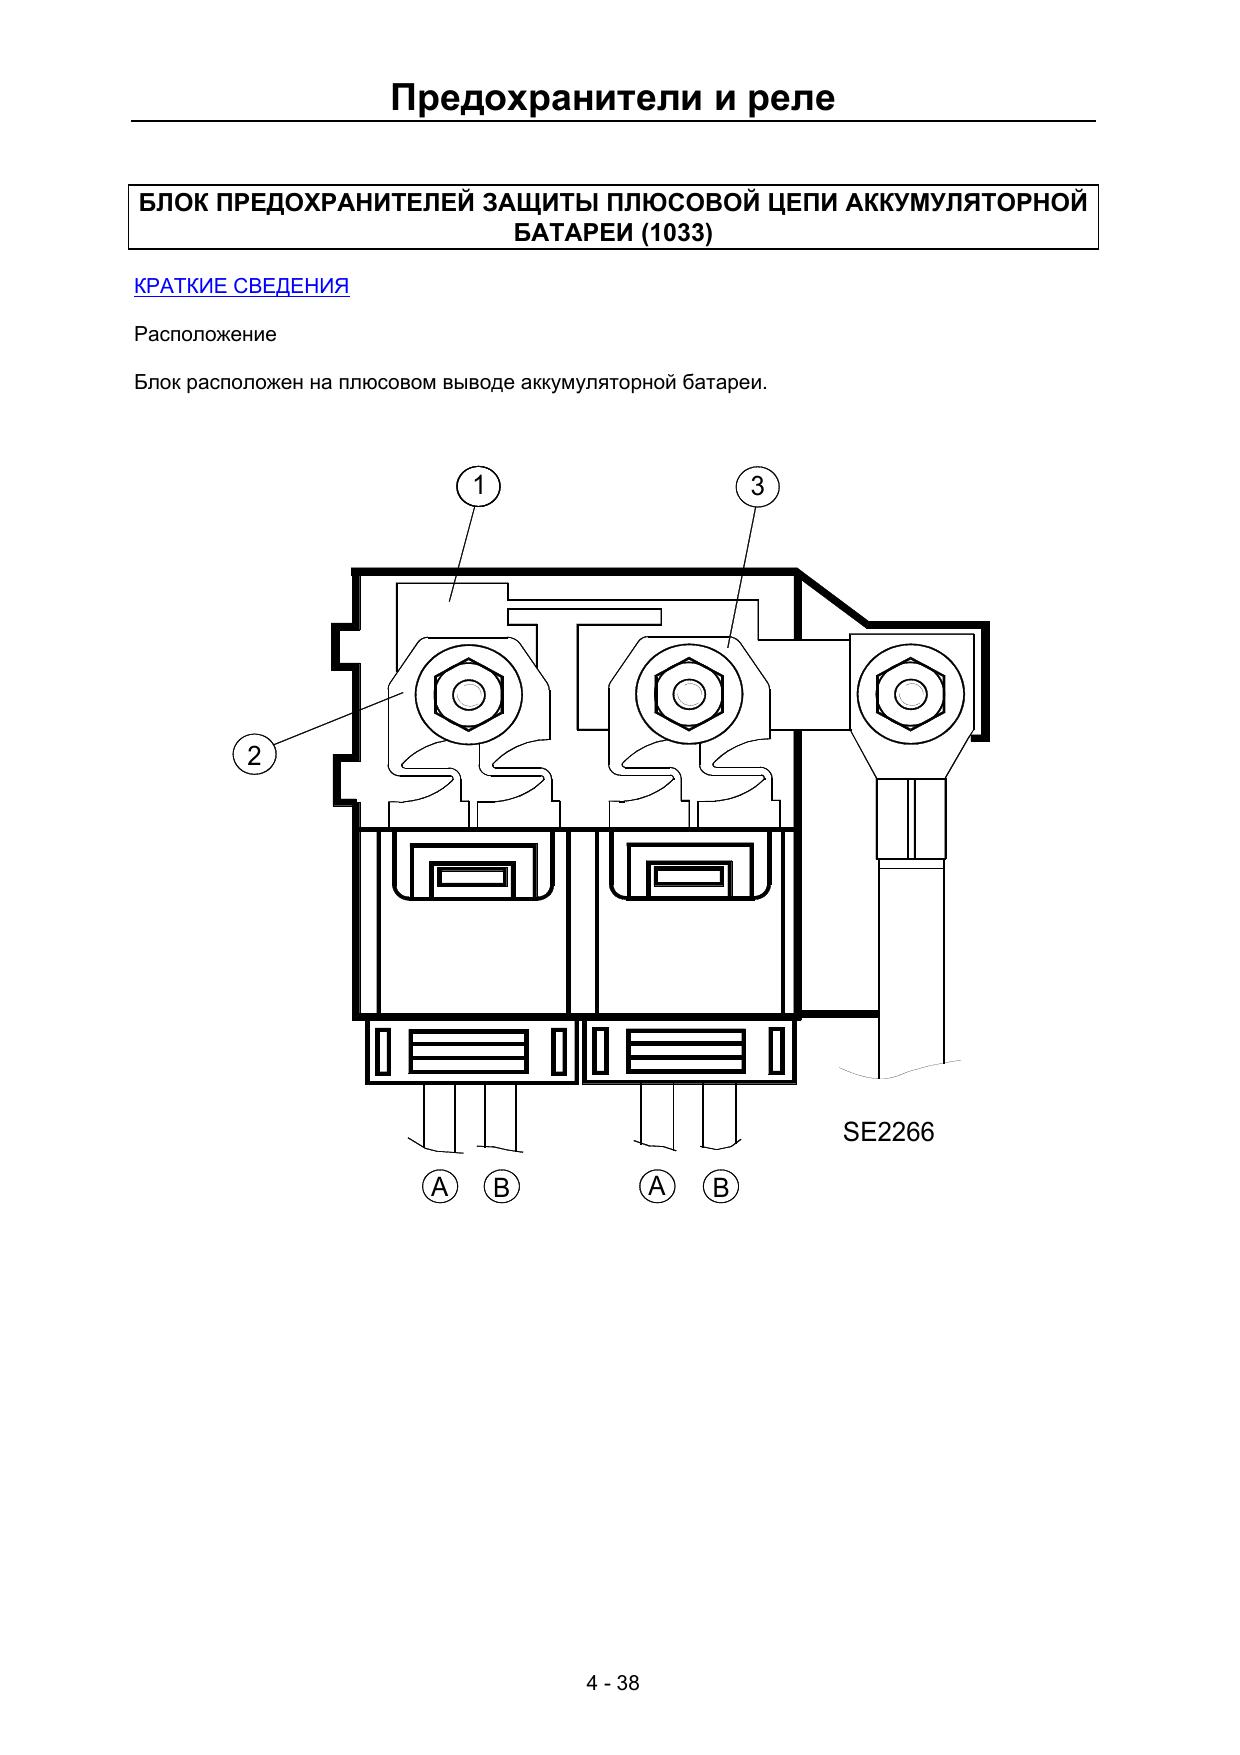 Предохранители и реле
БЛОК ПРЕДОХРАНИТЕЛЕЙ ЗАЩИТЫ ПЛЮСОВОЙ ЦЕПИ АККУМУЛЯТОРНОЙ
БАТАРЕИ (1033)
КРАТКИЕ СВЕДЕНИЯ
Расположение
Блок расположен на плюсовом выводе аккумуляторной батареи.
1
3
2
SE2266
A B A B
4 - 38